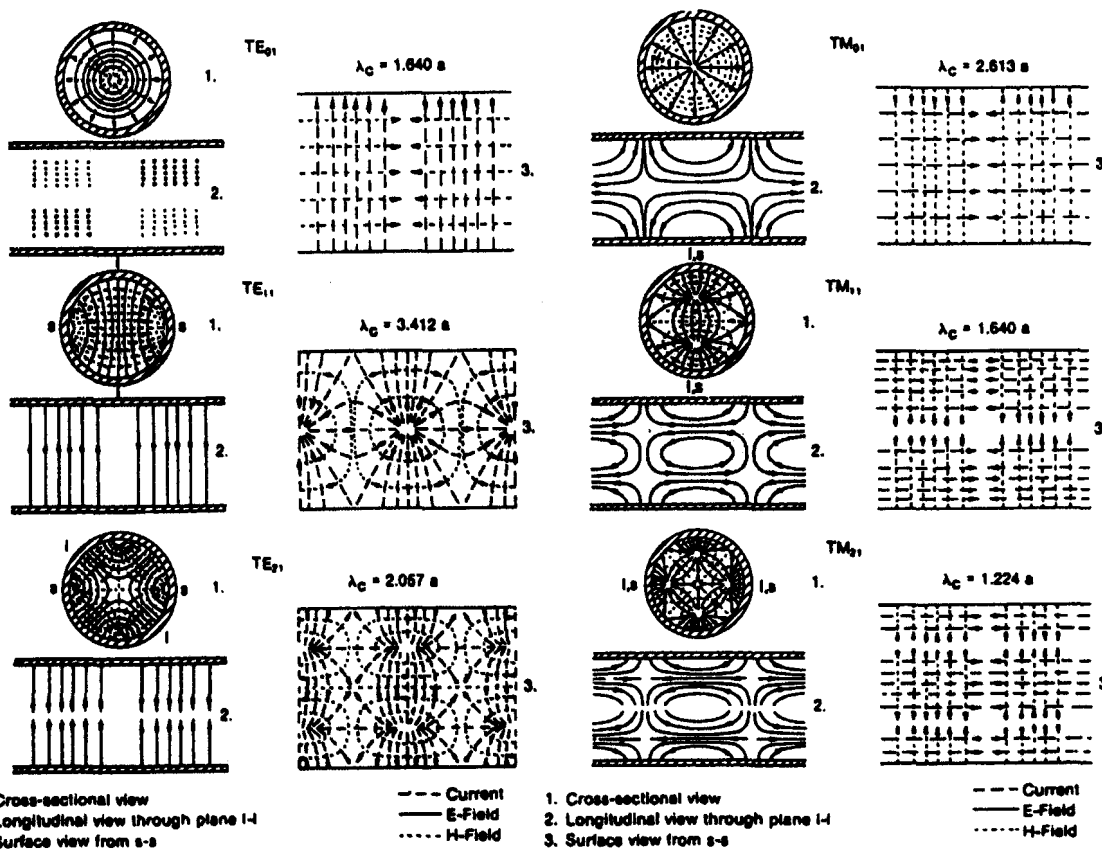 TE₀₁
1.
λc = 1.640 a
2.
3.
TM₀₁
1.
λc = 2.613 a
2.
3
l
TE₁₁
s
s
1.
λc = 3.412 a
2.
3.
l,s
TM₁₁
1.
l,s
λc = 1.640 a
2.
3
l
TE₂₁
s
s
1.
l
λc = 2.057 a
2.
3.
TM₂₁
l,s
l,s
1.
λc = 1.224 a
2.
3
Cross-sectional view
Longitudinal view through plane l-l
Surface view from s-s
Current
E-Field
H-Field
1. Cross-sectional view
2. Longitudinal view through plane l-l
3. Surface view from s-s
Current
E-Field
H-Field